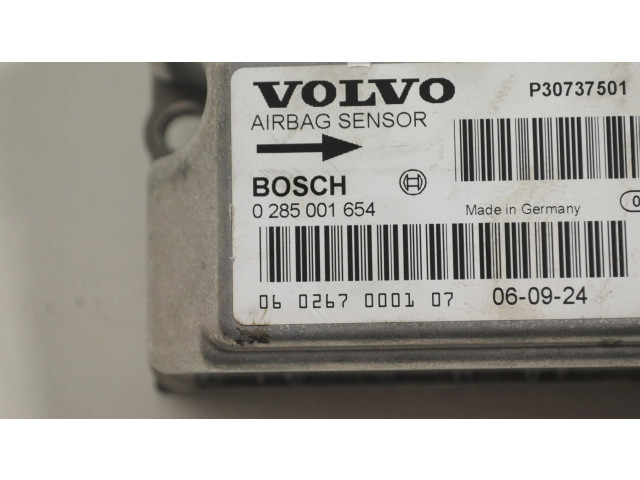 VOLVO P30737501
AIRBAG SENSOR
BOSCH
0 285 001 654 Made in Germany 0
06 0267 0001 07 06-09-24